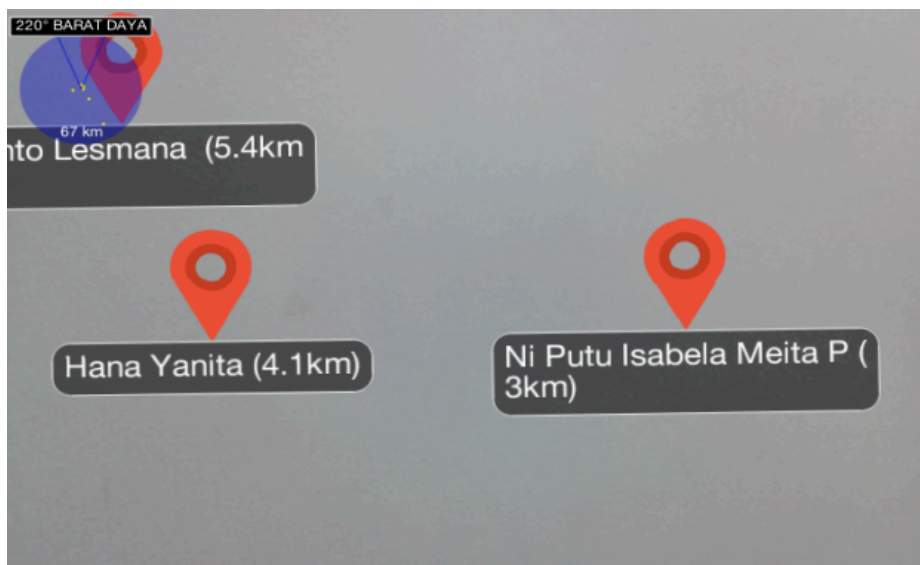 220° BARAT DAYA
67 km
nto Lesmana (5.4km
Hana Yanita (4.1km)
Ni Putu Isabela Meita P (
3km)